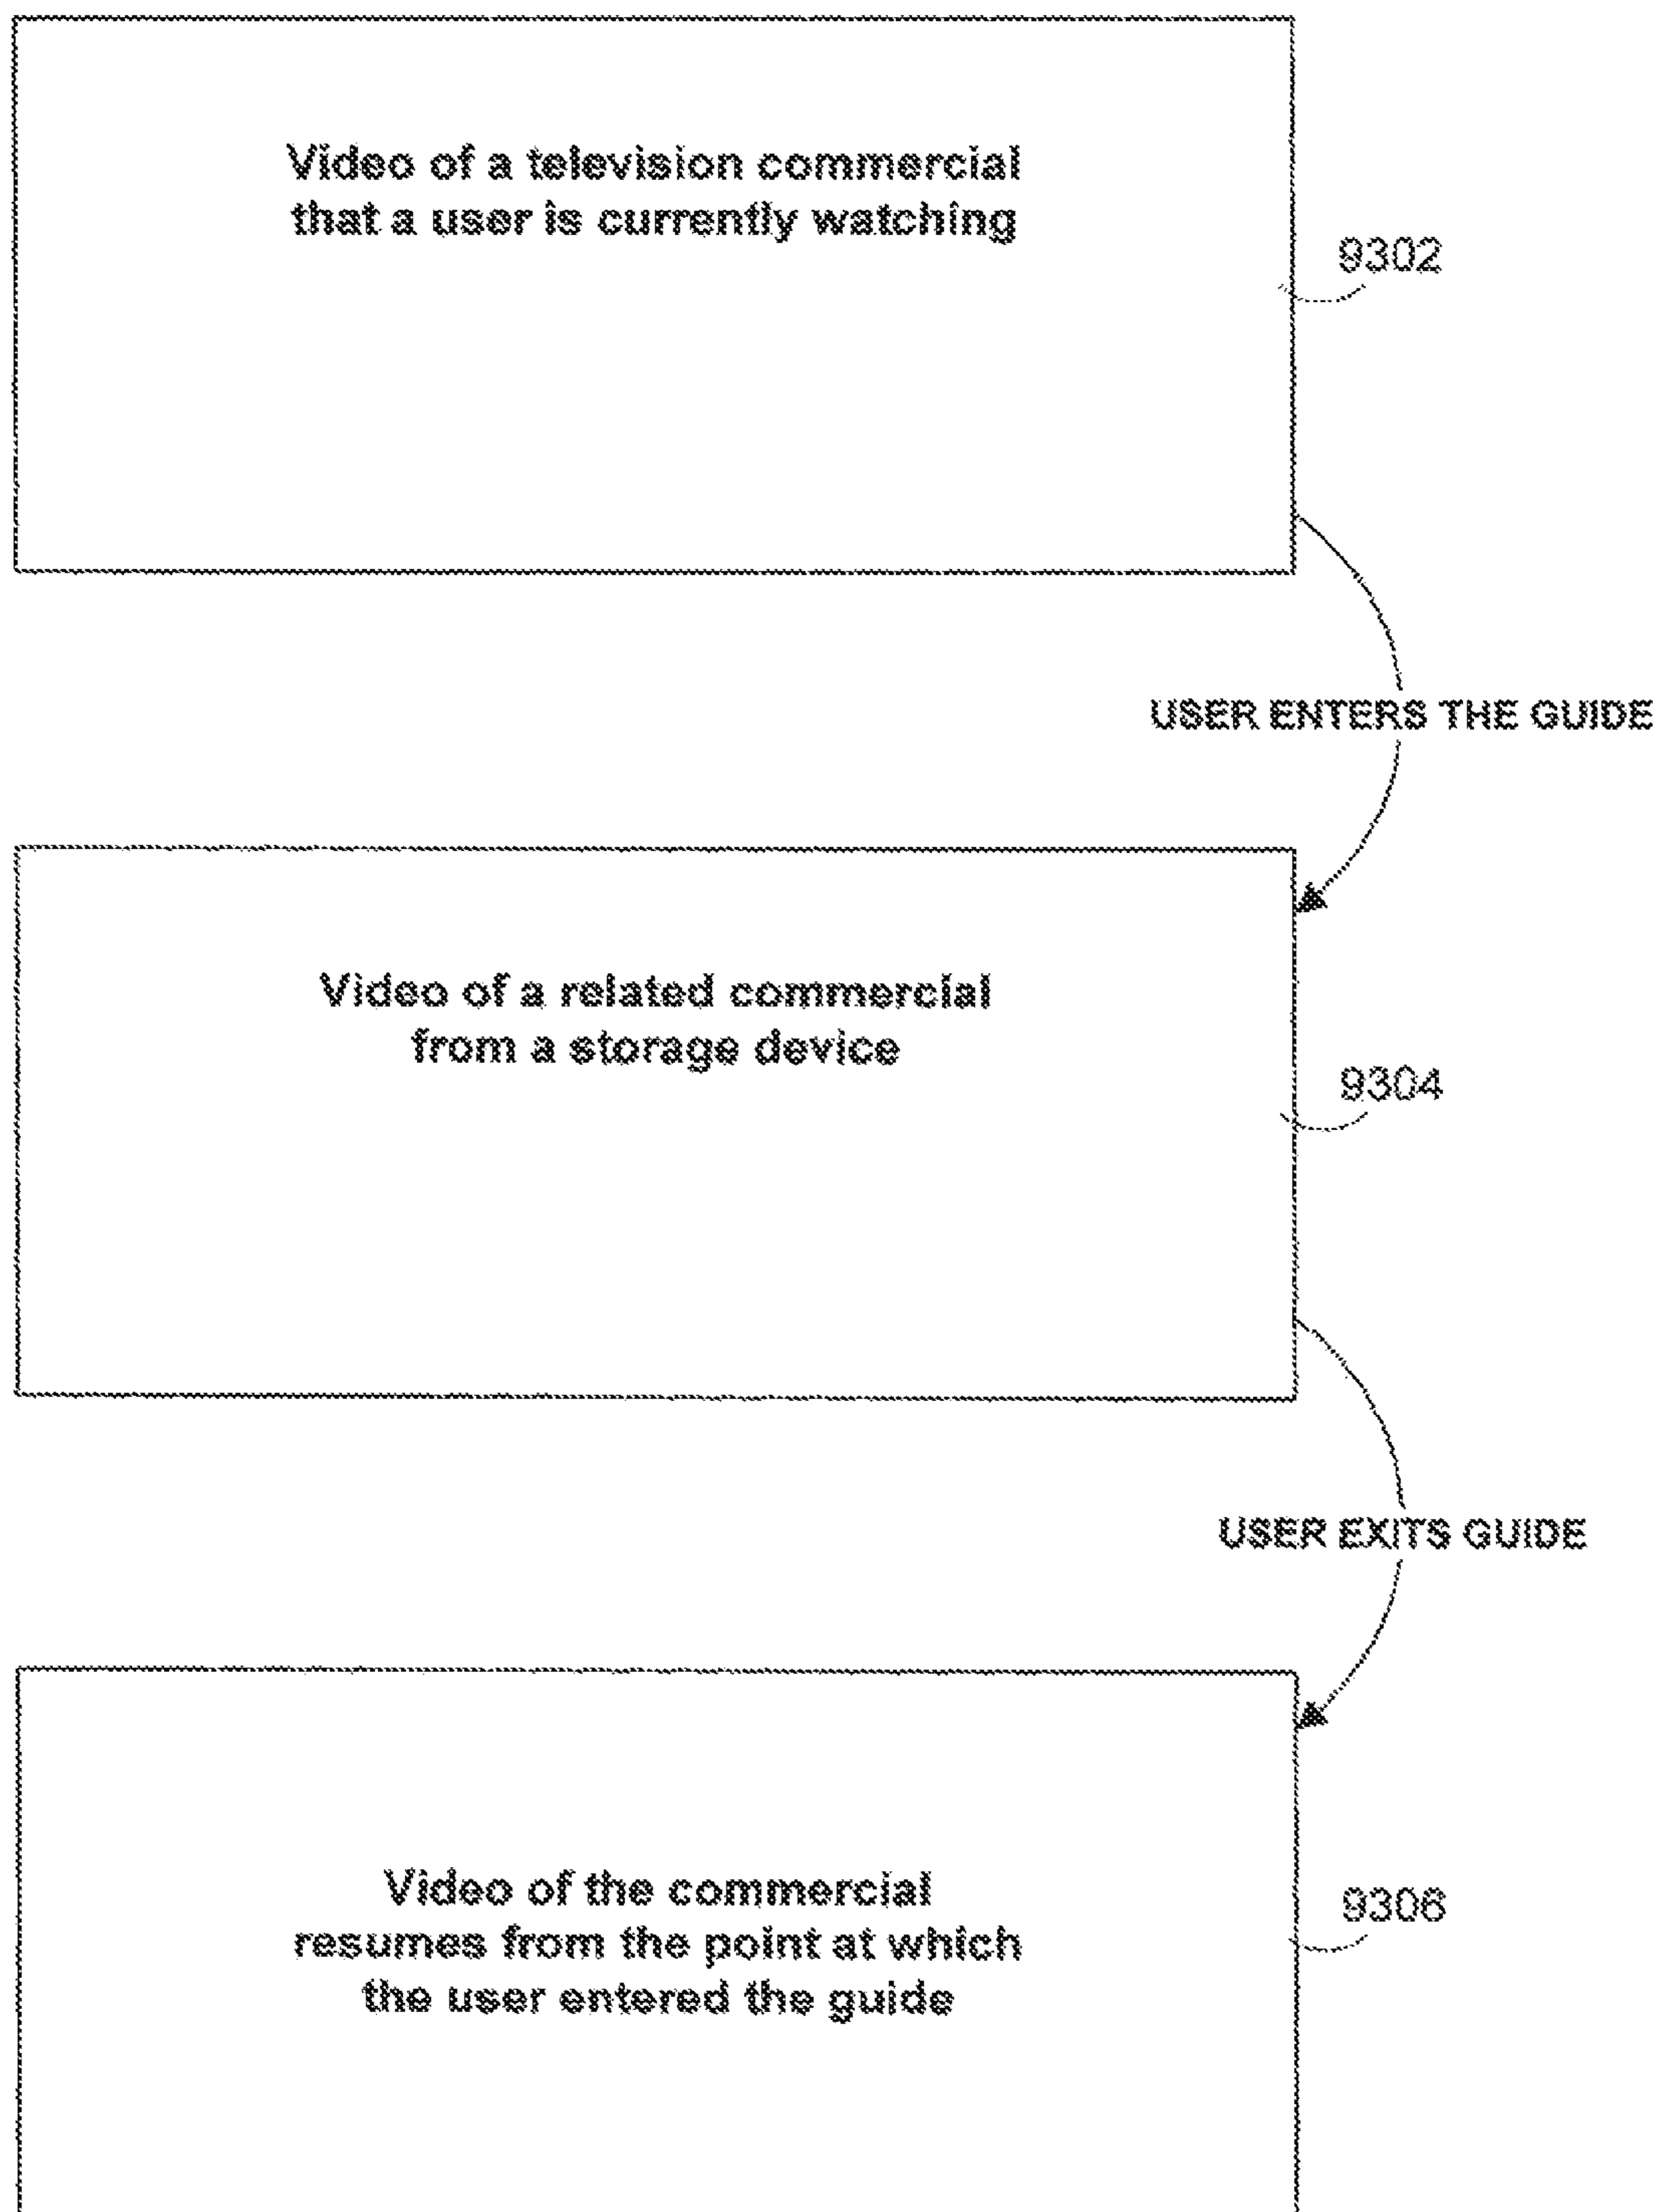 Video of a television commercial
that a user is currently watching
9302
USER ENTERS THE GUIDE
Video of a related commercial
from a storage device
9304
USER EXITS GUIDE
Video of the commercial
resumes from the point at which
the user entered the guide
9306